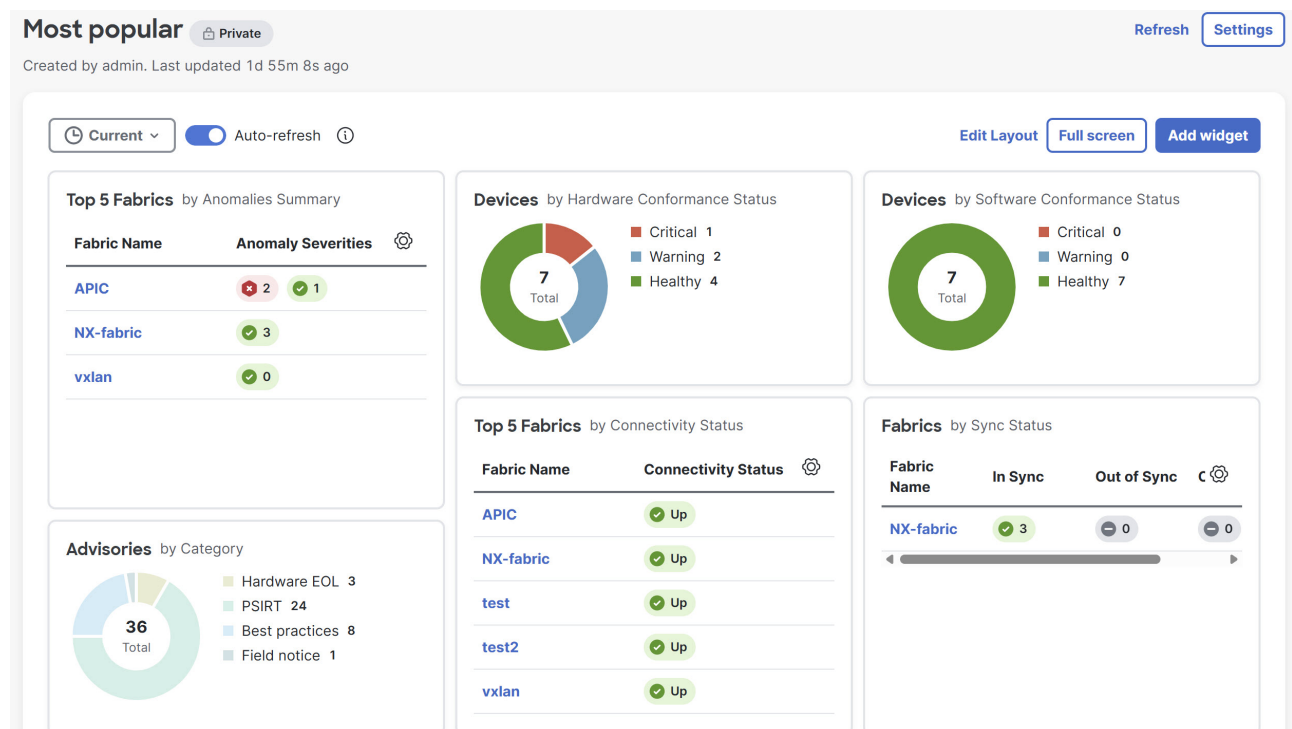 Most popular Private
Refresh Settings
Created by admin. Last updated 1d 55m 8s ago
Current Auto-refresh
Edit Layout Full screen Add widget
Top 5 Fabrics by Anomalies Summary
Fabric Name Anomaly Severities
APIC 2 1
NX-fabric 3
vxlan 0
Devices by Hardware Conformance Status
7
Total
Critical 1
Warning 2
Healthy 4
Devices by Software Conformance Status
7
Total
Critical 0
Warning 0
Healthy 7
Advisories by Category
36
Total
Hardware EOL 3
PSIRT 24
Best practices 8
Field notice 1
Top 5 Fabrics by Connectivity Status
Fabric Name Connectivity Status
APIC Up
NX-fabric Up
test Up
test2 Up
vxlan Up
Fabrics by Sync Status
Fabric
Name In Sync Out of Sync
NX-fabric 3 0 0